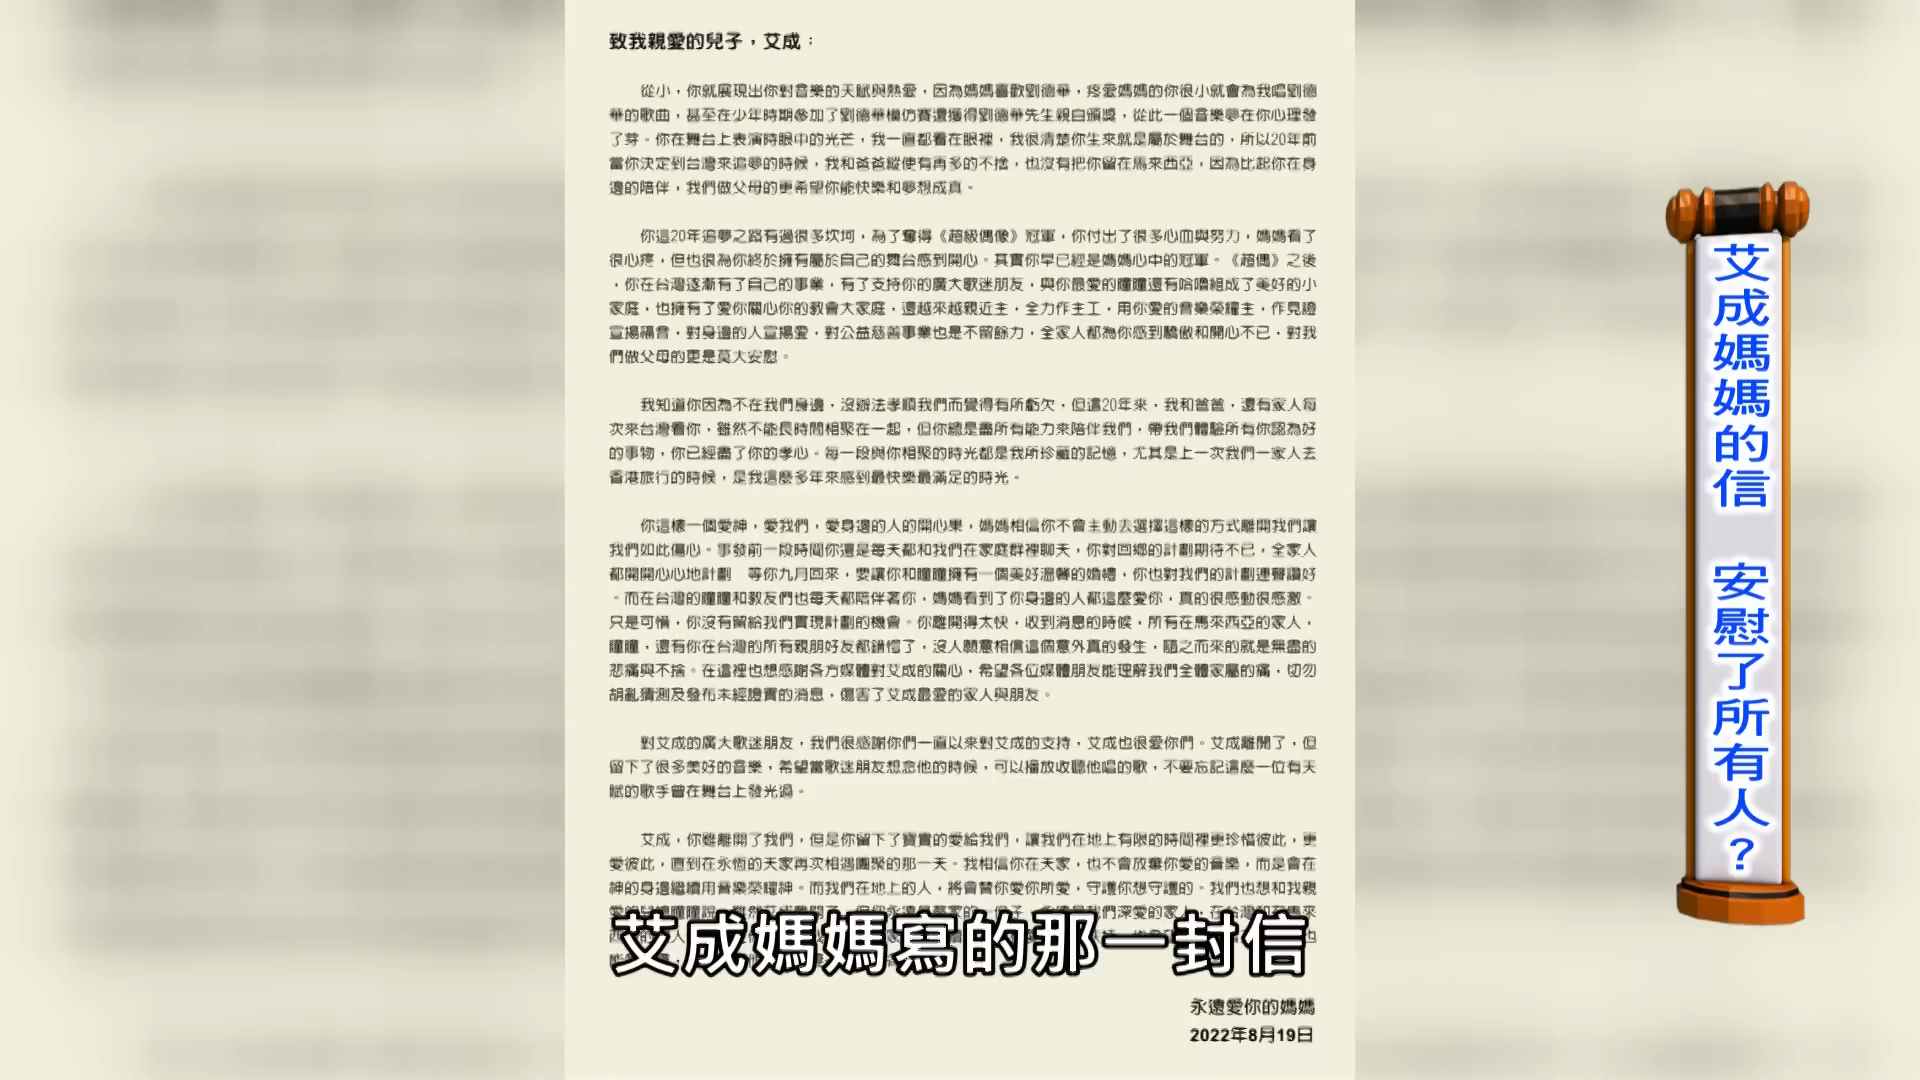 致我親愛的兒子，艾成：
從小，你就展現出你對音樂的天賦與熱愛，因為媽媽喜歡劉德華，疼愛媽媽的你很小就會為我唱劉德
華的歌曲，甚至在少年時期參加了劉德華模仿賽還獲得劉德華先生親自頒獎，從此一個音樂夢在你心理發
了芽。你在舞台上表演時眼中的光芒，我一直都看在眼裡，我很清楚你生來就是屬於舞台的，所以20年前
當你決定到台灣來追夢的時候，我和爸爸縱使有再多的不捨，也沒有把你留在馬來西亞，因為比起你在身
邊的陪伴，我們做父母的更希望你能快樂和夢想成真。
你這20年追夢之路有過很多坎坷，為了奪得《超級偶像》冠軍，你付出了很多心血與努力，媽媽看了
很心疼，但也很為你終於擁有屬於自己的舞台感到開心。其實你早已經是媽媽心中的冠軍。《超偶》之後
，你在台灣逐漸有了自己的事業，有了支持你的廣大歌迷朋友，與你最愛的瞳瞳還有哈嚕組成了美好的小
家庭，也擁有了愛你關心你的教會大家庭，還越來越親近主，全力作主工，用你愛的音樂榮耀主，作見證
宣揚福音，對身邊的人宣揚愛，對公益慈善事業也是不留餘力，全家人都為你感到驕傲和開心不已，對我
們做父母的更是莫大安慰。
我知道你因為不在我們身邊，沒辦法孝順我們而覺得有所虧欠，但這20年來，我和爸爸，還有家人每
次來台灣看你，雖然不能長時間相聚在一起，但你總是盡所有能力來陪伴我們，帶我們體驗所有你認為好
的事物，你已經盡了你的孝心。每一段與你相聚的時光都是我所珍藏的記憶，尤其是上一次我們一家人去
香港旅行的時候，是我這麼多年來感到最快樂最滿足的時光。
你這樣一個愛神，愛我們，愛身邊的人的開心果，媽媽相信你不會主動去選擇這樣的方式離開我們讓
我們如此傷心。事發前一段時間你還是每天都和我們在家庭群裡聊天，你對回鄉的計劃期待不已，全家人
都開開心心地計劃 等你九月回來，要讓你和瞳瞳擁有一個美好溫馨的婚禮，你也對我們的計劃連聲讚好
。而在台灣的瞳瞳和教友們也每天都陪伴著你，媽媽看到了你身邊的人都這麼愛你，真的很感動很感激。
只是可惜，你沒有留給我們實現計劃的機會。你離開得太快，收到消息的時候，所有在馬來西亞的家人，
瞳瞳，還有你在台灣的所有親朋好友都錯愕了，沒人願意相信這個意外真的發生，隨之而來的就是無盡的
悲痛與不捨。在這裡也想感謝各方媒體對艾成的關心，希望各位媒體朋友能理解我們全體家屬的痛，切勿
胡亂猜測及發布未經證實的消息，傷害了艾成最愛的家人與朋友。
對艾成的廣大歌迷朋友，我們很感謝你們一直以來對艾成的支持，艾成也很愛你們。艾成離開了，但
留下了很多美好的音樂，希望當歌迷朋友想念他的時候，可以播放收聽他唱的歌，不要忘記這麼一位有天
賦的歌手曾在舞台上發光過。
艾成，你雖離開了我們，但是你留下了寶貴的愛給我們，讓我們在地上有限的時間裡更珍惜彼此，更
愛彼此，直到在永恆的天家再次相遇團聚的那一天。我相信你在天家，也不會放棄你愛的音樂，而是會在
神的身邊繼續用音樂榮耀神。而我們在地上的人，將會替你愛你所愛，守護你想守護的。我們也想和我親
艾成媽媽寫的那一封信
永遠愛你的媽媽
2022年8月19日
艾成媽媽的信 安慰了所有人？